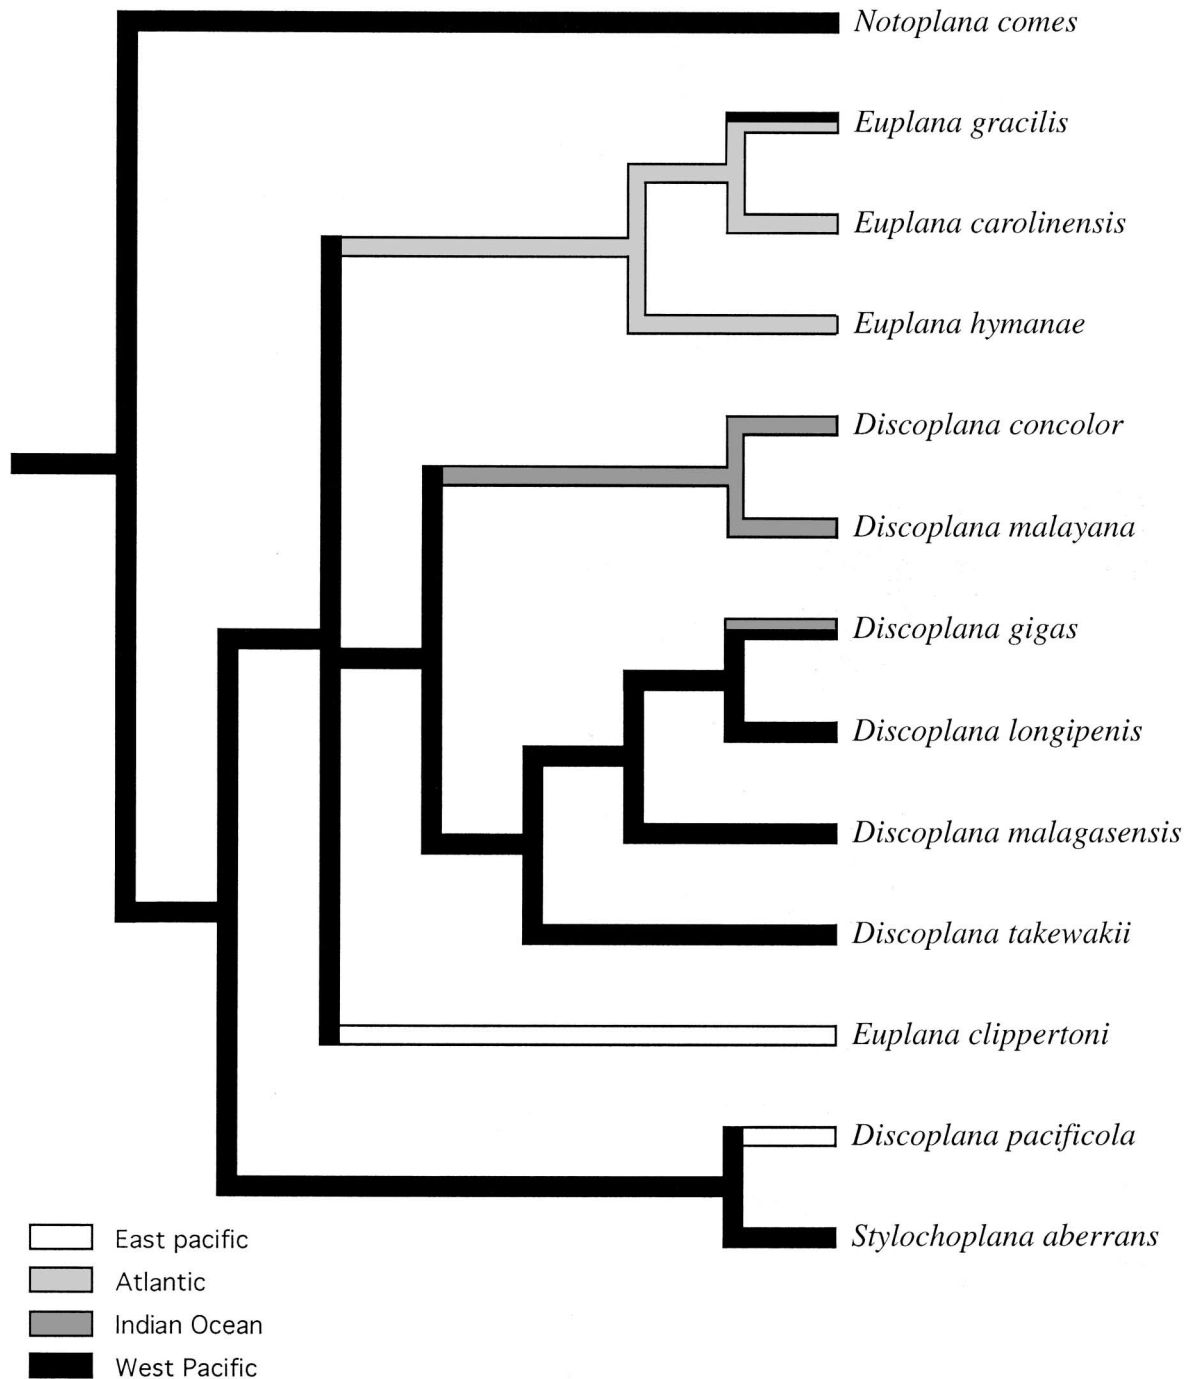 Notoplana comes
Euplana gracilis
Euplana carolinensis
Euplana hymanae
Discoplana concolor
Discoplana malayana
Discoplana gigas
Discoplana longipenis
Discoplana malagasensis
Discoplana takewakii
Euplana clippertoni
Discoplana pacificola
Stylochoplana aberrans
East pacific
Atlantic
Indian Ocean
West Pacific